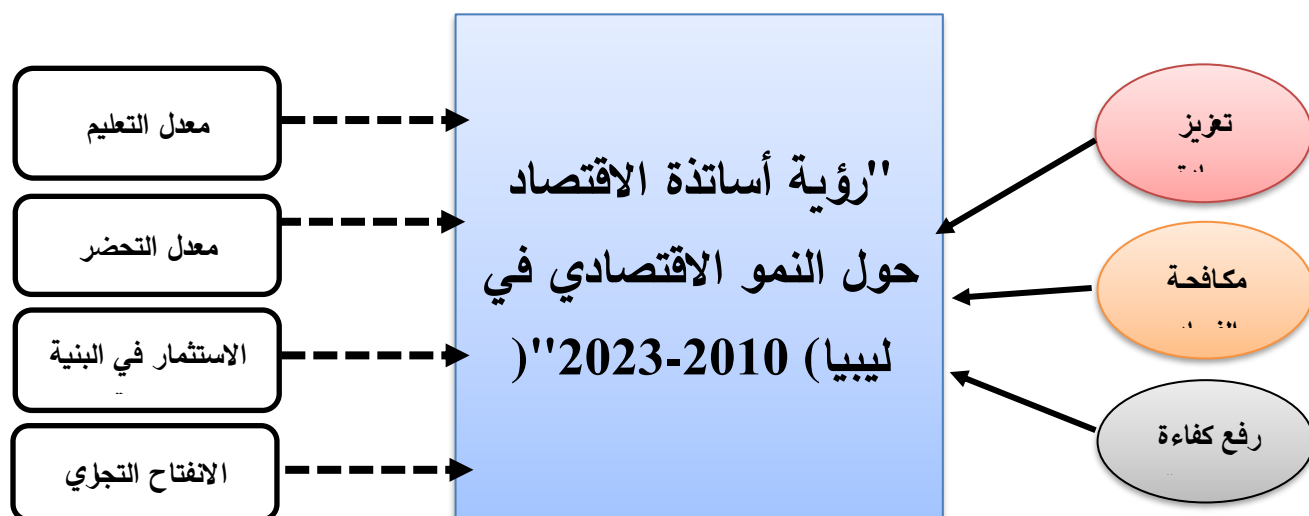 معدل التعليم
معدل التحضر
الاستثمار في البنية
الانفتاح التجاري
"رؤية أساتذة الاقتصاد
حول النمو الاقتصادي في
ليبيا) 2010-2023"(
تعزيز
مكافحة
رفع كفاءة